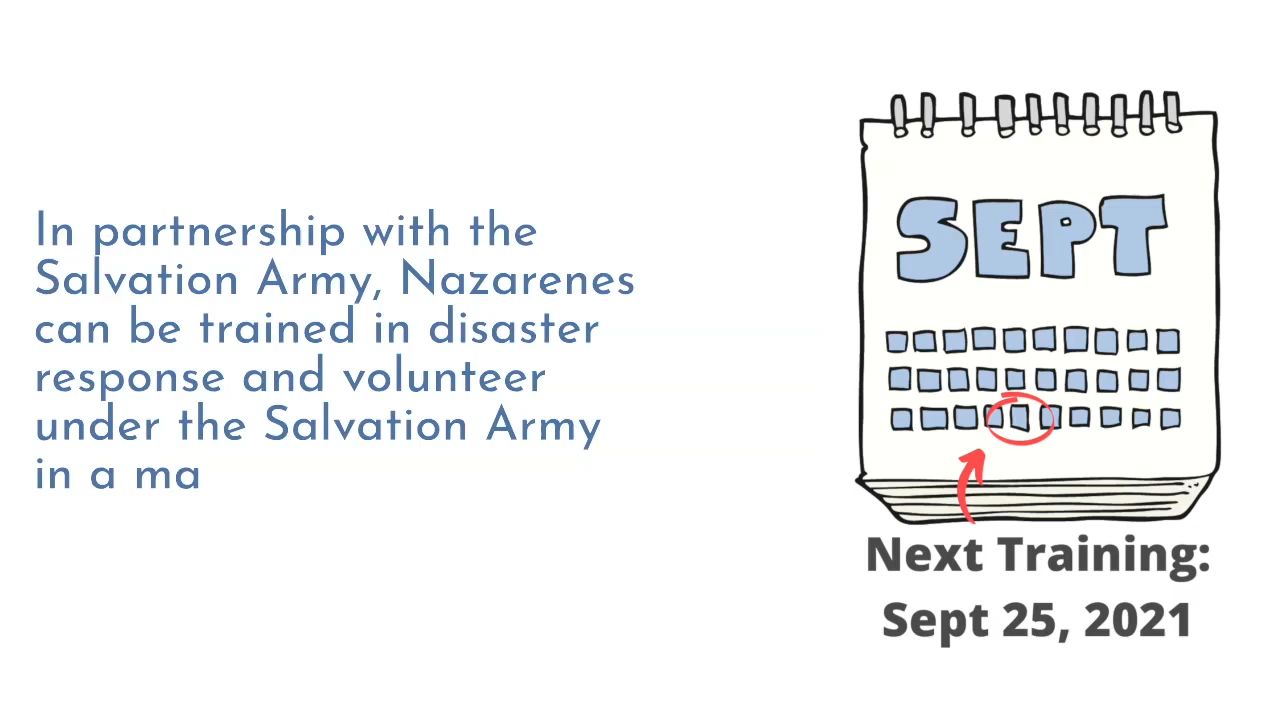 In partnership with the
Salvation Army, Nazarenes
can be trained in disaster
response and volunteer
under the Salvation Army
in a ma
SEPT
Next Training:
Sept 25, 2021